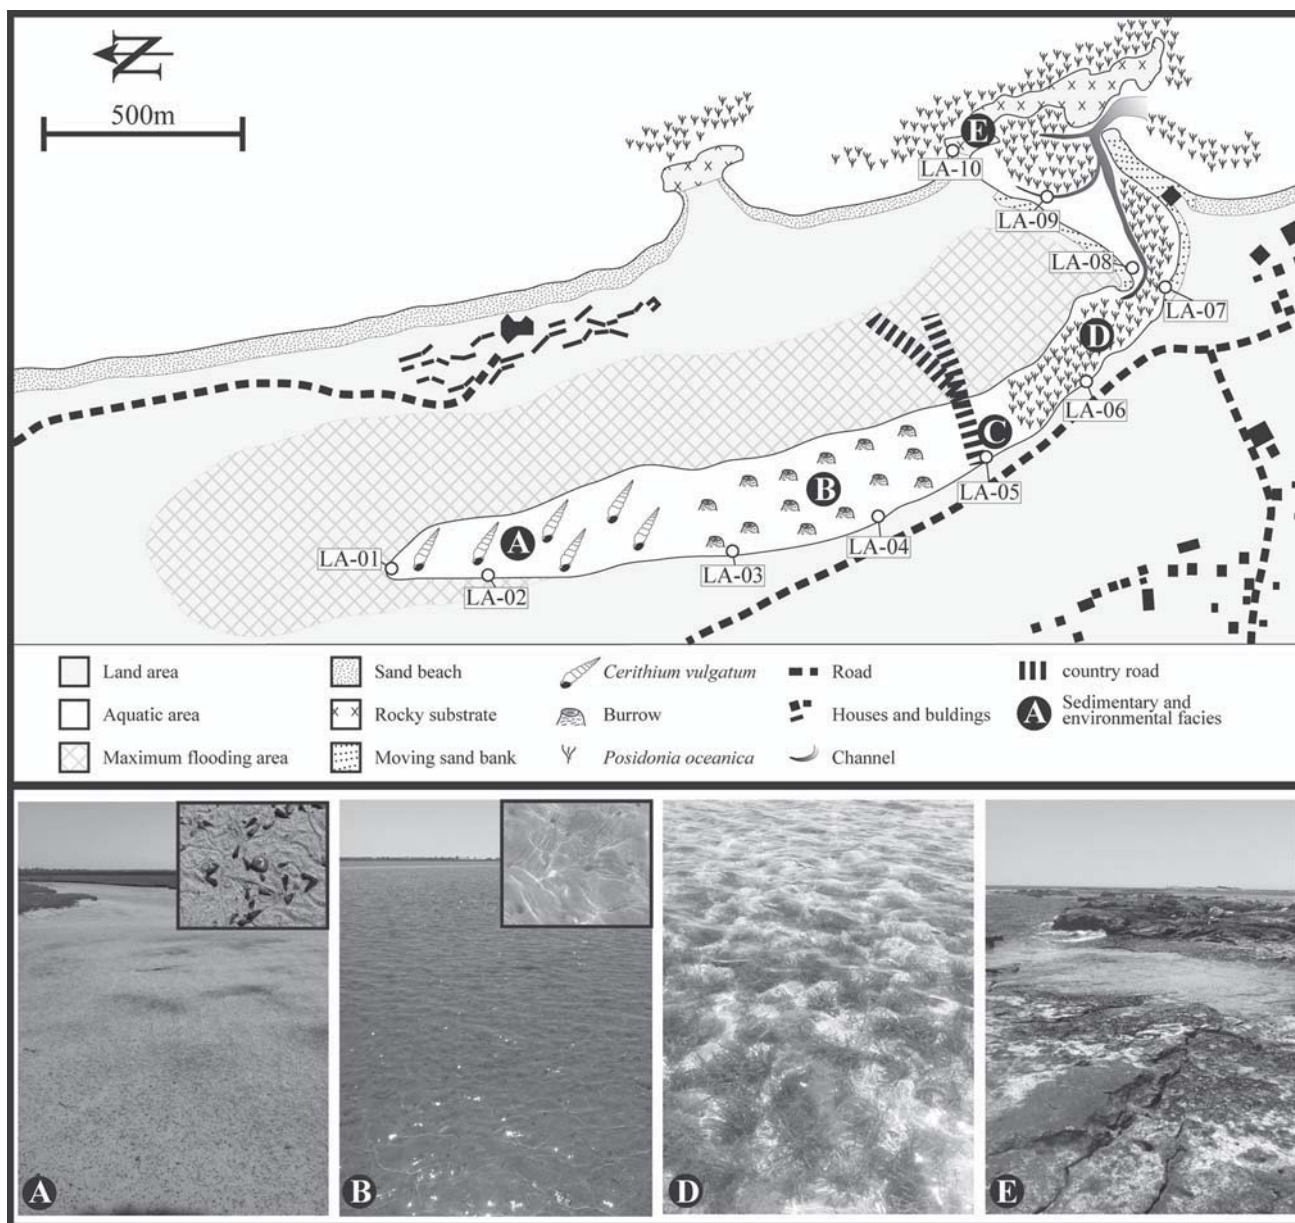 N
500m
E
LA-10
LA-09
LA-08
LA-07
D
LA-06
C
LA-05
B
LA-04
A
LA-03
LA-01
LA-02
Land area
Sand beach
Cerithium vulgatum
Road
country road
Aquatic area
Rocky substrate
Burrow
Houses and buldings
A
Sedimentary and
environmental facies
Maximum flooding area
Moving sand bank
Posidonia oceanica
Channel
A
B
D
E